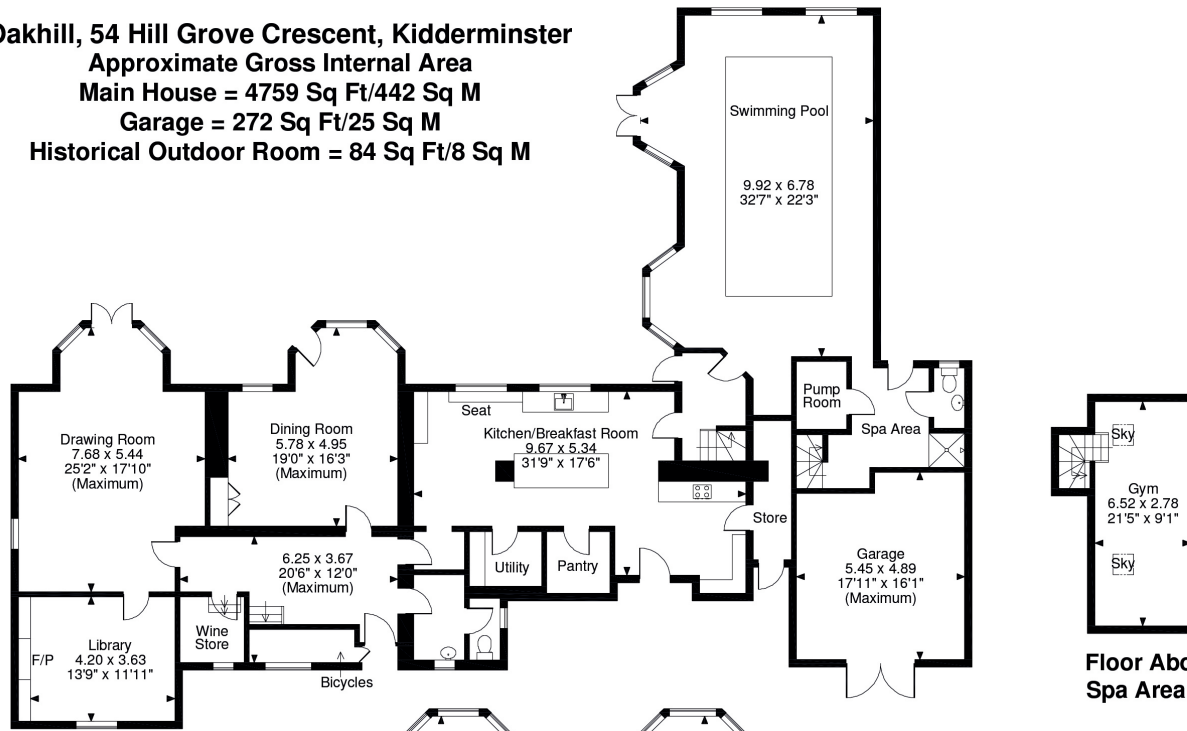 Oakhill, 54 Hill Grove Crescent, Kidderminster
Approximate Gross Internal Area
Main House = 4759 Sq Ft/442 Sq M
Garage = 272 Sq Ft/25 Sq M
Historical Outdoor Room = 84 Sq Ft/8 Sq M
Swimming Pool
9.92 x 6.78
32'7" x 22'3"
Drawing Room
7.68 x 5.44
25'2" x 17'10"
(Maximum)
Dining Room
5.78 x 4.95
19'0" x 16'3"
(Maximum)
Seat
Kitchen/Breakfast Room
9.67 x 5.34
31'9" x 17'6"
Pump
Room
Spa Area
Sky
Gym
6.52 x 2.78
21'5" x 9'1"
Sky
Store
Utility
Pantry
6.25 x 3.67
20'6" x 12'0"
(Maximum)
Garage
5.45 x 4.89
17'11" x 16'1"
(Maximum)
Wine
Store
F/P
Library
4.20 x 3.63
13'9" x 11'11"
Bicycles
Floor Abo
Spa Area